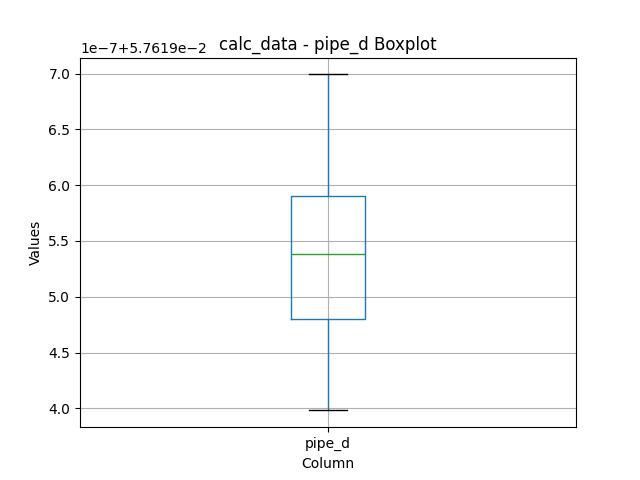 1e−7+5.7619e−2
calc_data - pipe_d Boxplot
7.0
6.5
6.0
5.5
5.0
4.5
4.0
Values
pipe_d
Column